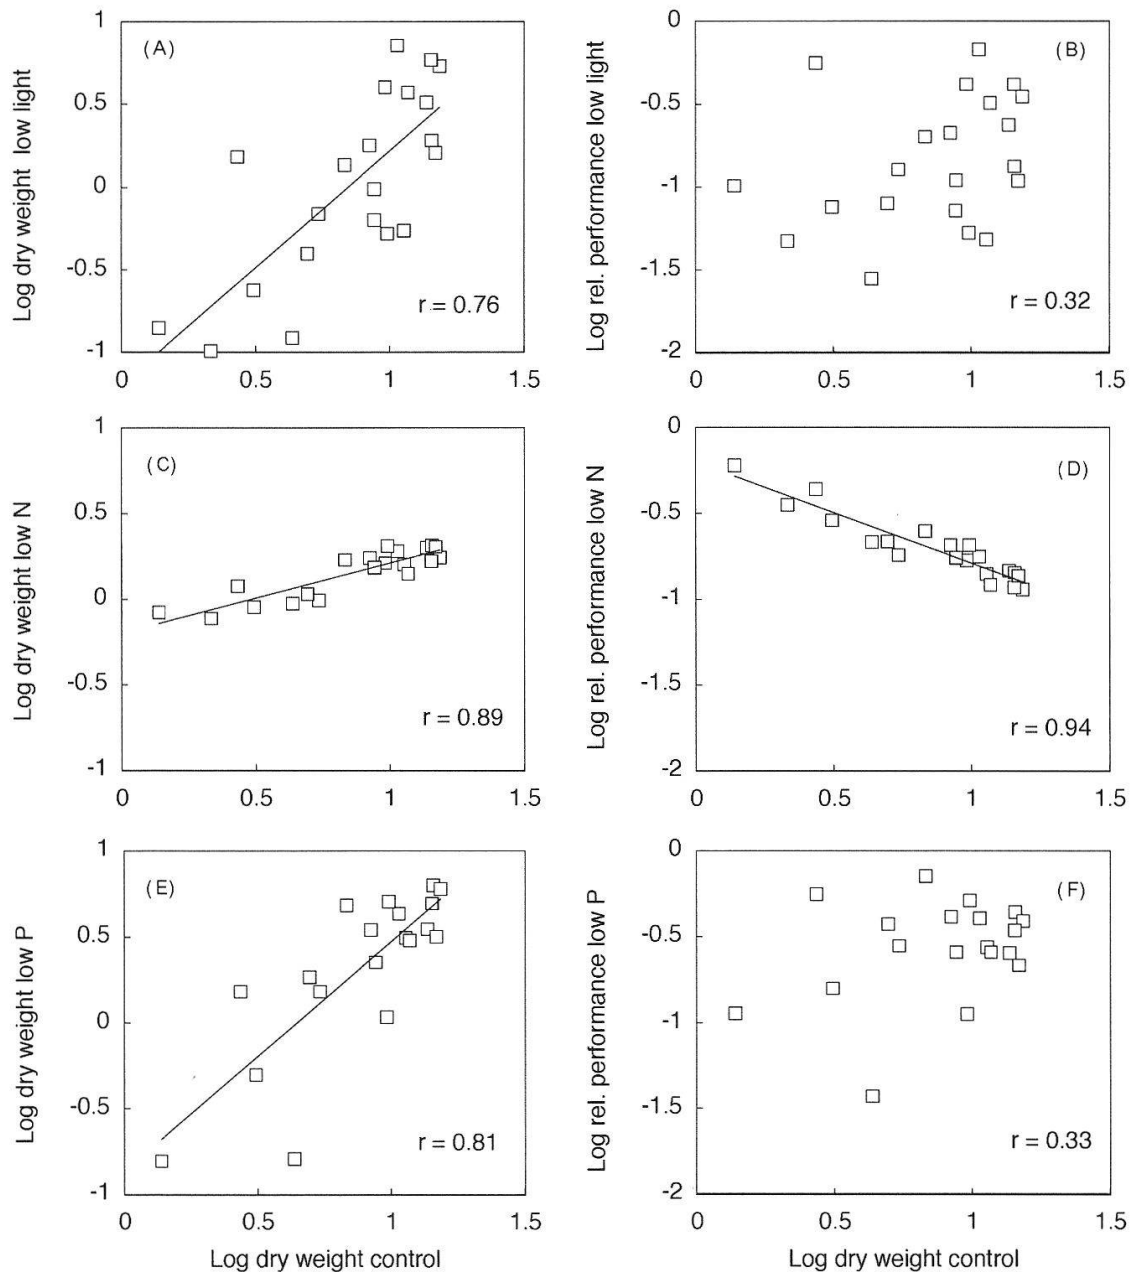 1
(A)
Log dry weight low light
0.5
0
-0.5
-1
r = 0.76
0
0.5
1
1.5
0
(B)
Log rel. performance low light
-0.5
-1
-1.5
-2
r = 0.32
0
0.5
1
1.5
1
(C)
Log dry weight low N
0.5
0
-0.5
-1
r = 0.89
0
0.5
1
1.5
0
(D)
Log rel. performance low N
-0.5
-1
-1.5
-2
r = 0.94
0
0.5
1
1.5
1
(E)
Log dry weight low P
0.5
0
-0.5
-1
r = 0.81
0
0.5
1
1.5
Log dry weight control
0
(F)
Log rel. performance low P
-0.5
-1
-1.5
-2
r = 0.33
0
0.5
1
1.5
Log dry weight control